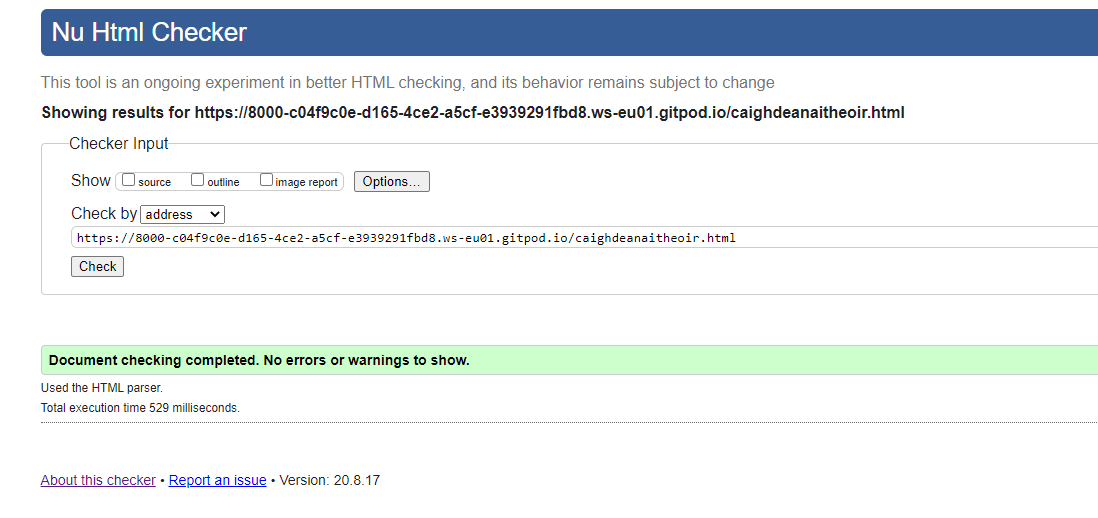 Nu Html Checker
This tool is an ongoing experiment in better HTML checking, and its behavior remains subject to change
Showing results for https://8000-c04f9c0e-d165-4ce2-a5cf-e3939291fbd8.ws-eu01.gitpod.io/caighdeanaitheoir.html
Checker Input
Show source outline image report Options...
Check by address
https://8000-c04f9c0e-d165-4ce2-a5cf-e3939291fbd8.ws-eu01.gitpod.io/caighdeanaitheoir.html
Check
Document checking completed. No errors or warnings to show.
Used the HTML parser.
Total execution time 529 milliseconds.
About this checker • Report an issue • Version: 20.8.17